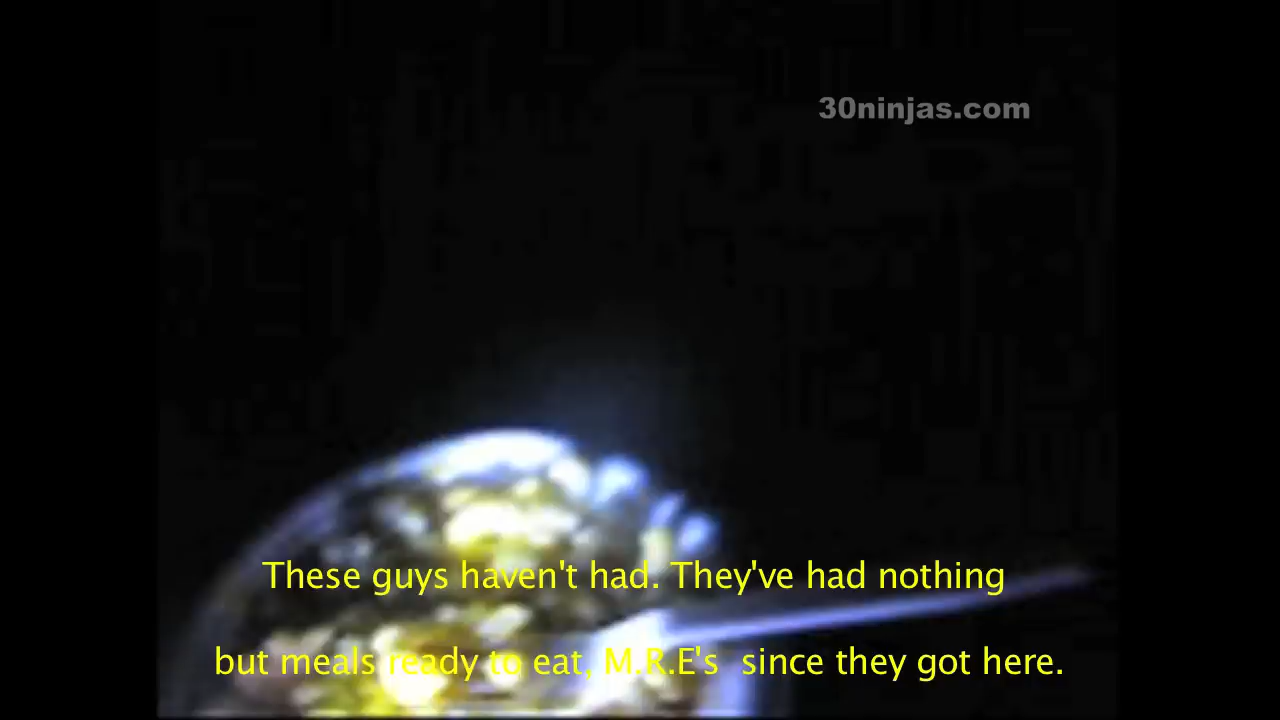 30ninjas.com
These guys haven't had. They've had nothing
but meals ready to eat, M.R.E's  since they got here.